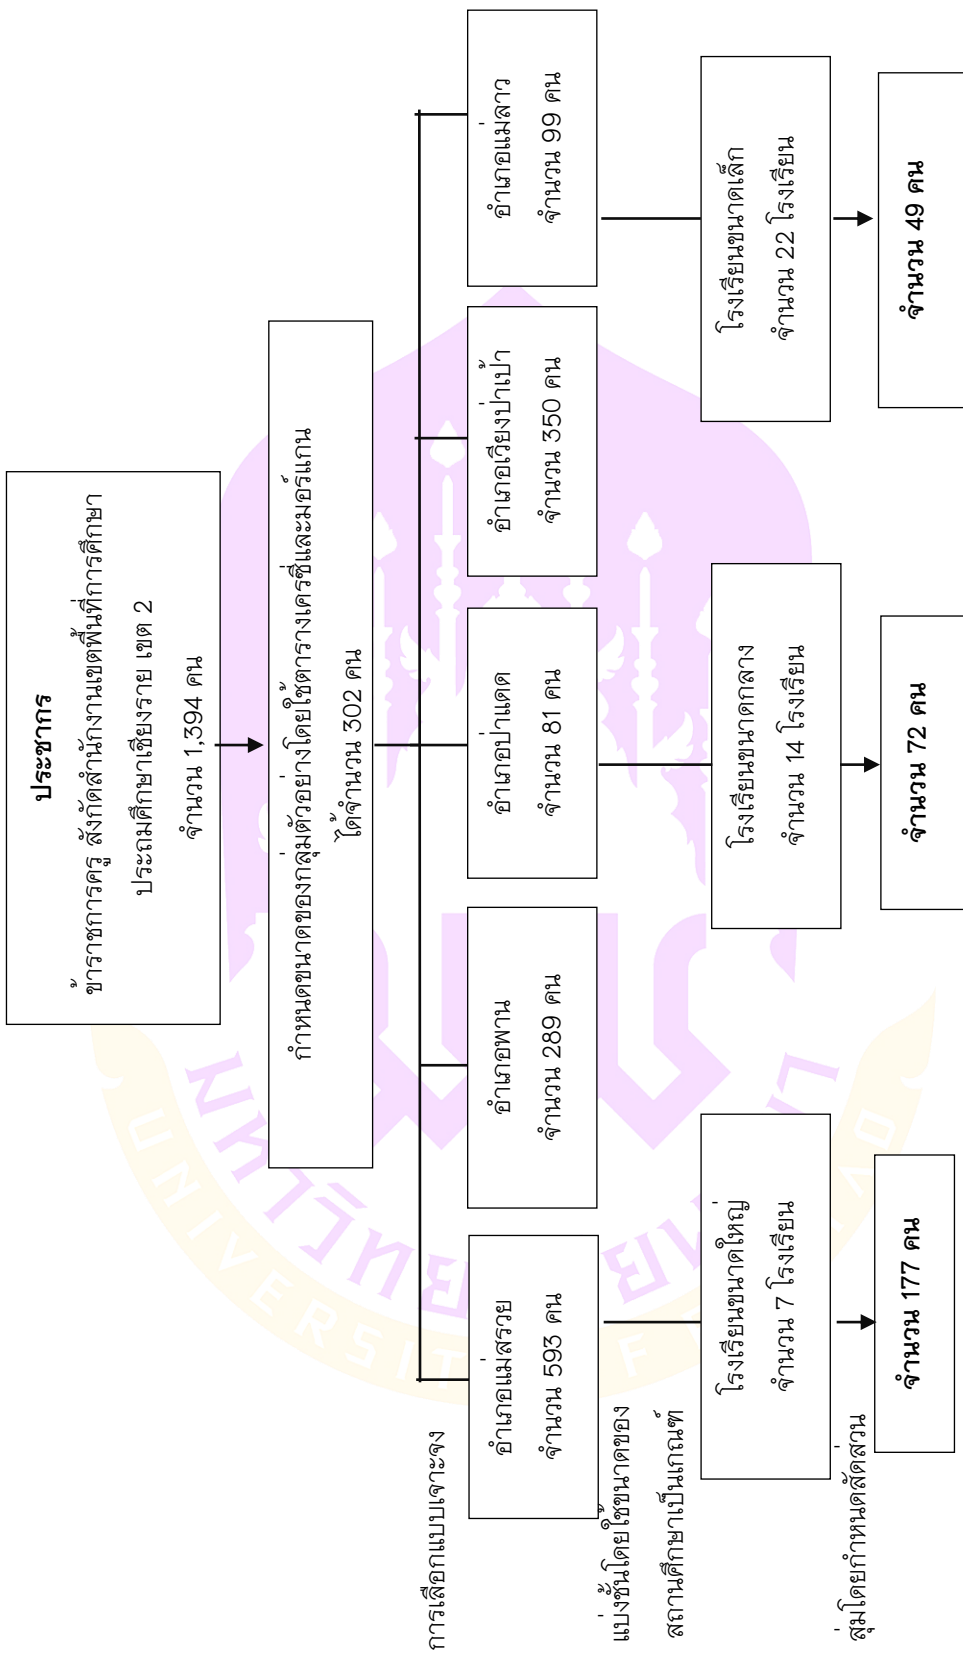 ประชากร
ข้าราชการครู สังกัดสำนักงานเขตพื้นที่การศึกษา
ประถมศึกษาเชียงราย เขต 2
จำนวน 1,394 คน
กำหนดขนาดของกลุ่มตัวอย่างโดยใช้ตารางเครซี่และมอร์แกน
ได้จำนวน 302 คน
การเลือกแบบเจาะจง
อำเภอแม่สรวย
จำนวน 593 คน
อำเภอพาน
จำนวน 289 คน
อำเภอป่าแดด
จำนวน 81 คน
อำเภอเวียงป่าเป้า
จำนวน 350 คน
อำเภอแม่ลาว
จำนวน 99 คน
แบ่งชั้นโดยใช้ขนาดของ
สถานศึกษาเป็นเกณฑ์
โรงเรียนขนาดใหญ่
จำนวน 7 โรงเรียน
โรงเรียนขนาดกลาง
จำนวน 14 โรงเรียน
โรงเรียนขนาดเล็ก
จำนวน 22 โรงเรียน
สุ่มโดยกำหนดสัดส่วน
จำนวน 177 คน
จำนวน 72 คน
จำนวน 49 คน